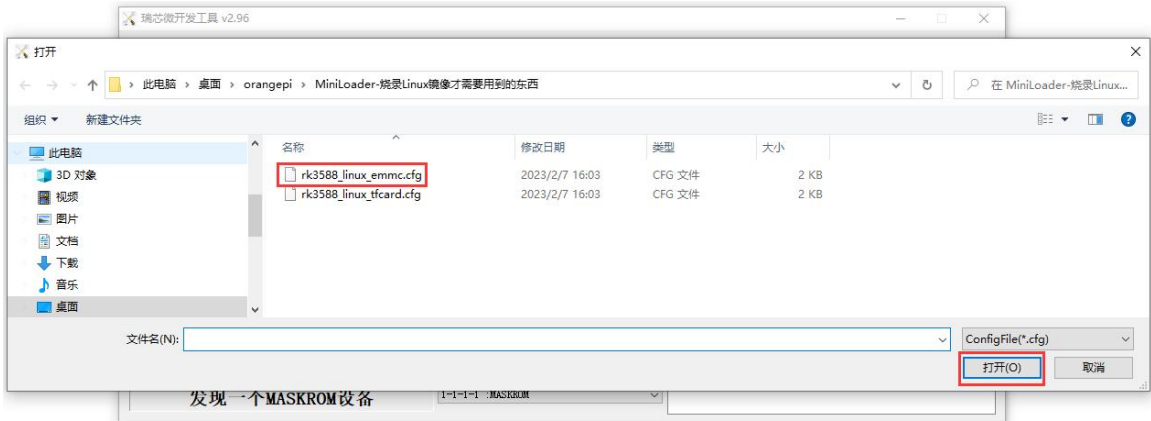 瑞芯微开发工具 v2.96
打开
此电脑 › 桌面 › orangepi › MiniLoader-烧录Linux镜像才需要用到的东西
在 MiniLoader-烧录Linux...
组织 新建文件夹
名称 修改日期 类型 大小
此电脑
3D 对象
视频
图片
文档
下载
音乐
桌面
rk3588_linux_emmc.cfg 2023/2/7 16:03 CFG 文件 2 KB
rk3588_linux_tfcard.cfg 2023/2/7 16:03 CFG 文件 2 KB
文件名(N):
ConfigFile(*.cfg)
打开(O) 取消
发现一个MASKROM设备
1-1-1-1 :MASKROM